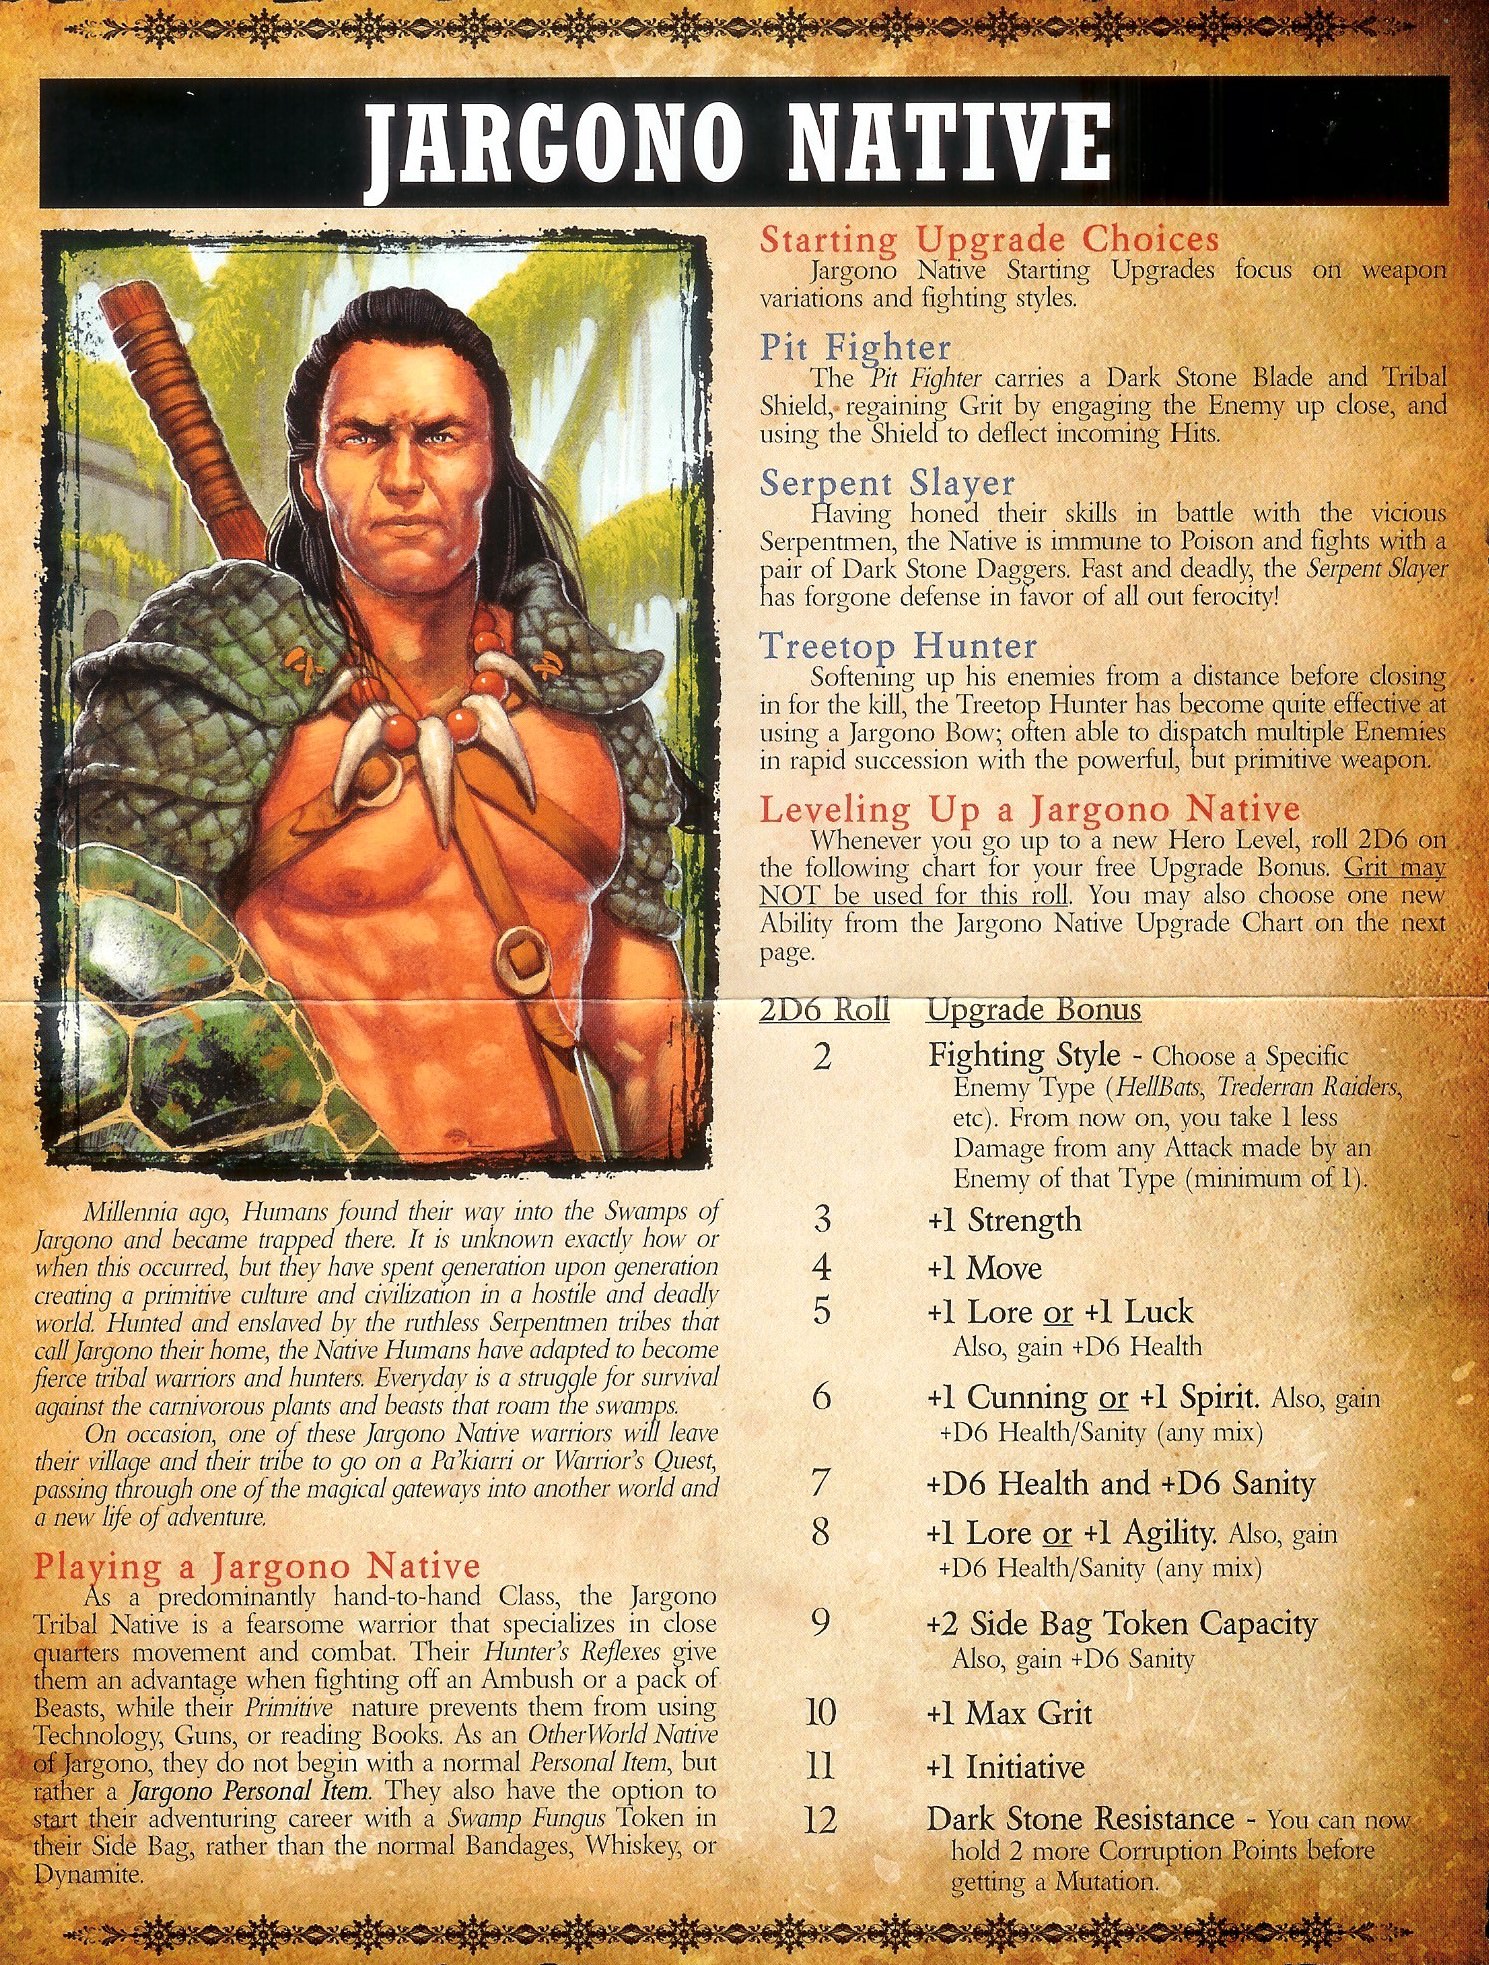 JARGONO NATIVE
Millennia ago, Humans found their way into the Swamps of
Jargono and became trapped there. It is unknown exactly how or
when this occurred, but they have spent generation upon generation
creating a primitive culture and civilization in a hostile and deadly
world. Hunted and enslaved by the ruthless Serpentmen tribes that
call Jargono their home, the Native Humans have adapted to become
fierce tribal warriors and hunters. Everyday is a struggle for survival
against the carnivorous plants and beasts that roam the swamps.
On occasion, one of these Jargono Native warriors will leave
their village and their tribe to go on a Pa'kiarri or Warrior's Quest,
passing through one of the magical gateways into another world and
a new life of adventure.
Playing a Jargono Native
As a predominantly hand-to-hand Class, the Jargono
Tribal Native is a fearsome warrior that specializes in close
quarters movement and combat. Their Hunter's Reflexes give
them an advantage when fighting off an Ambush or a pack of
Beasts, while their Primitive nature prevents them from using
Technology, Guns, or reading Books. As an OtherWorld Native
of Jargono, they do not begin with a normal Personal Item, but
rather a Jargono Personal Item. They also have the option to
start their adventuring career with a Swamp Fungus Token in
their Side Bag, rather than the normal Bandages, Whiskey, or
Dynamite.
Starting Upgrade Choices
Jargono Native Starting Upgrades focus on weapon
variations and fighting styles.
Pit Fighter
The Pit Fighter carries a Dark Stone Blade and Tribal
Shield, regaining Grit by engaging the Enemy up close, and
using the Shield to deflect incoming Hits.
Serpent Slayer
Having honed their skills in battle with the vicious
Serpentmen, the Native is immune to Poison and fights with a
pair of Dark Stone Daggers. Fast and deadly, the Serpent Slayer
has forgone defense in favor of all out ferocity!
Treetop Hunter
Softening up his enemies from a distance before closing
in for the kill, the Treetop Hunter has become quite effective at
using a Jargono Bow; often able to dispatch multiple Enemies
in rapid succession with the powerful, but primitive weapon.
Leveling Up a Jargono Native
Whenever you go up to a new Hero Level, roll 2D6 on
the following chart for your free Upgrade Bonus. Grit may
NOT be used for this roll. You may also choose one new
Ability from the Jargono Native Upgrade Chart on the next
page.
2D6 Roll Upgrade Bonus
2 Fighting Style - Choose a Specific
Enemy Type (HellBats, Trederran Raiders,
etc). From now on, you take 1 less
Damage from any Attack made by an
Enemy of that Type (minimum of 1).
3 +1 Strength
4 +1 Move
5 +1 Lore or +1 Luck
Also, gain +D6 Health
6 +1 Cunning or +1 Spirit. Also, gain
+D6 Health/Sanity (any mix)
7 +D6 Health and +D6 Sanity
8 +1 Lore or +1 Agility. Also, gain
+D6 Health/Sanity (any mix)
9 +2 Side Bag Token Capacity
Also, gain +D6 Sanity
10 +1 Max Grit
11 +1 Initiative
12 Dark Stone Resistance - You can now
hold 2 more Corruption Points before
getting a Mutation.